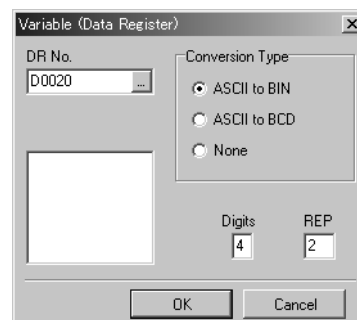 Variable (Data Register)
DR No.
D0020
...
Conversion Type
ASCII to BIN
ASCII to BCD
None
Digits REP
4 2
OK Cancel